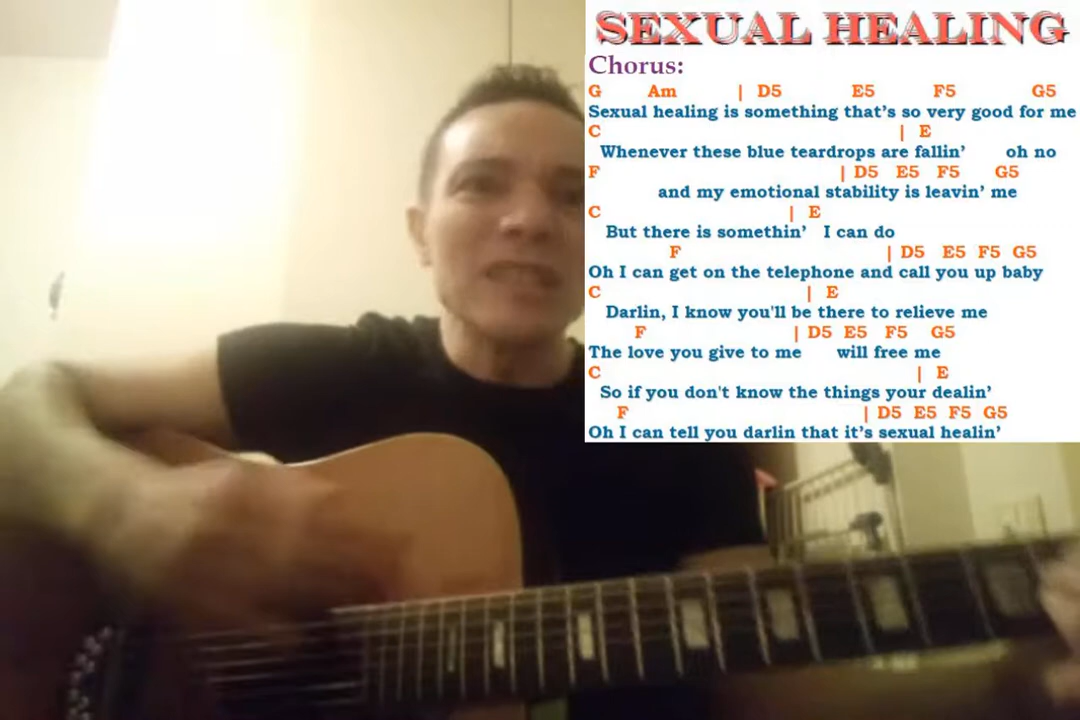 SEXUAL HEALING
Chorus:
G Am | D5 E5 F5 G5
Sexual healing is something that's so very good for me
C | E
Whenever these blue teardrops are fallin' oh no
F | D5 E5 F5 G5
and my emotional stability is leavin' me
C | E
But there is somethin' I can do
F | D5 E5 F5 G5
Oh I can get on the telephone and call you up baby
C | E
Darlin, I know you'll be there to relieve me
F | D5 E5 F5 G5
The love you give to me will free me
C | E
So if you don't know the things your dealin'
F | D5 E5 F5 G5
Oh I can tell you darlin that it's sexual healin'